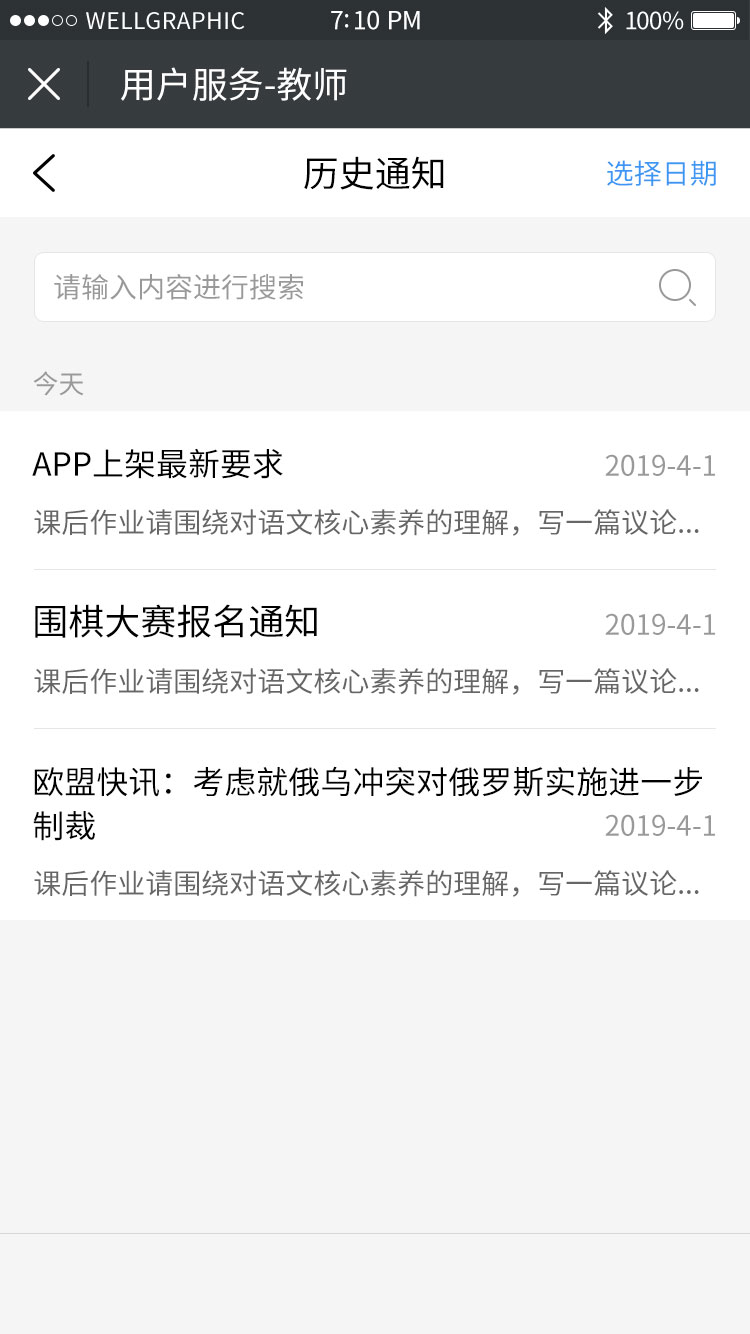 WELLGRAPHIC 7:10 PM 100%
用户服务-教师
历史通知 选择日期
请输入内容进行搜索
今天
APP上架最新要求 2019-4-1
课后作业请围绕对语文核心素养的理解，写一篇议论...
围棋大赛报名通知 2019-4-1
课后作业请围绕对语文核心素养的理解，写一篇议论...
欧盟快讯：考虑就俄乌冲突对俄罗斯实施进一步
制裁 2019-4-1
课后作业请围绕对语文核心素养的理解，写一篇议论...